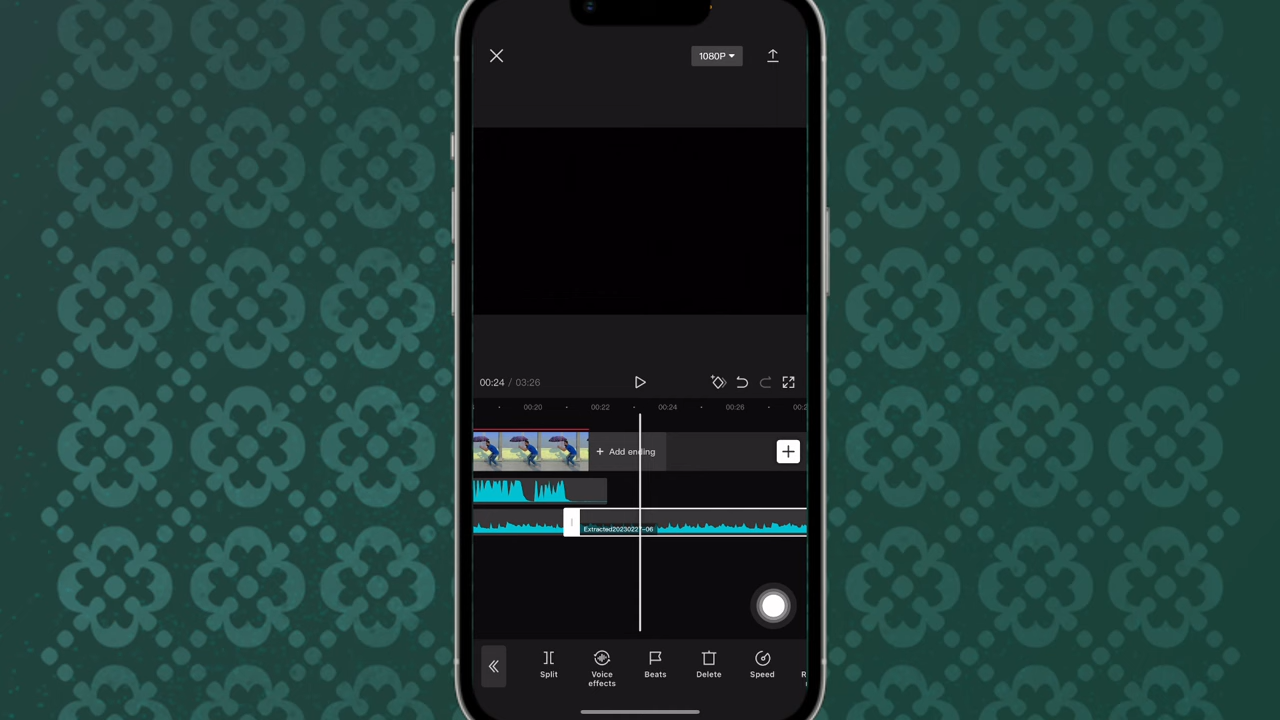 1080P
00:24 / 03:26
00:20
00:22
00:24
00:26
+ Add ending
Split
Voice effects
Beats
Delete
Speed